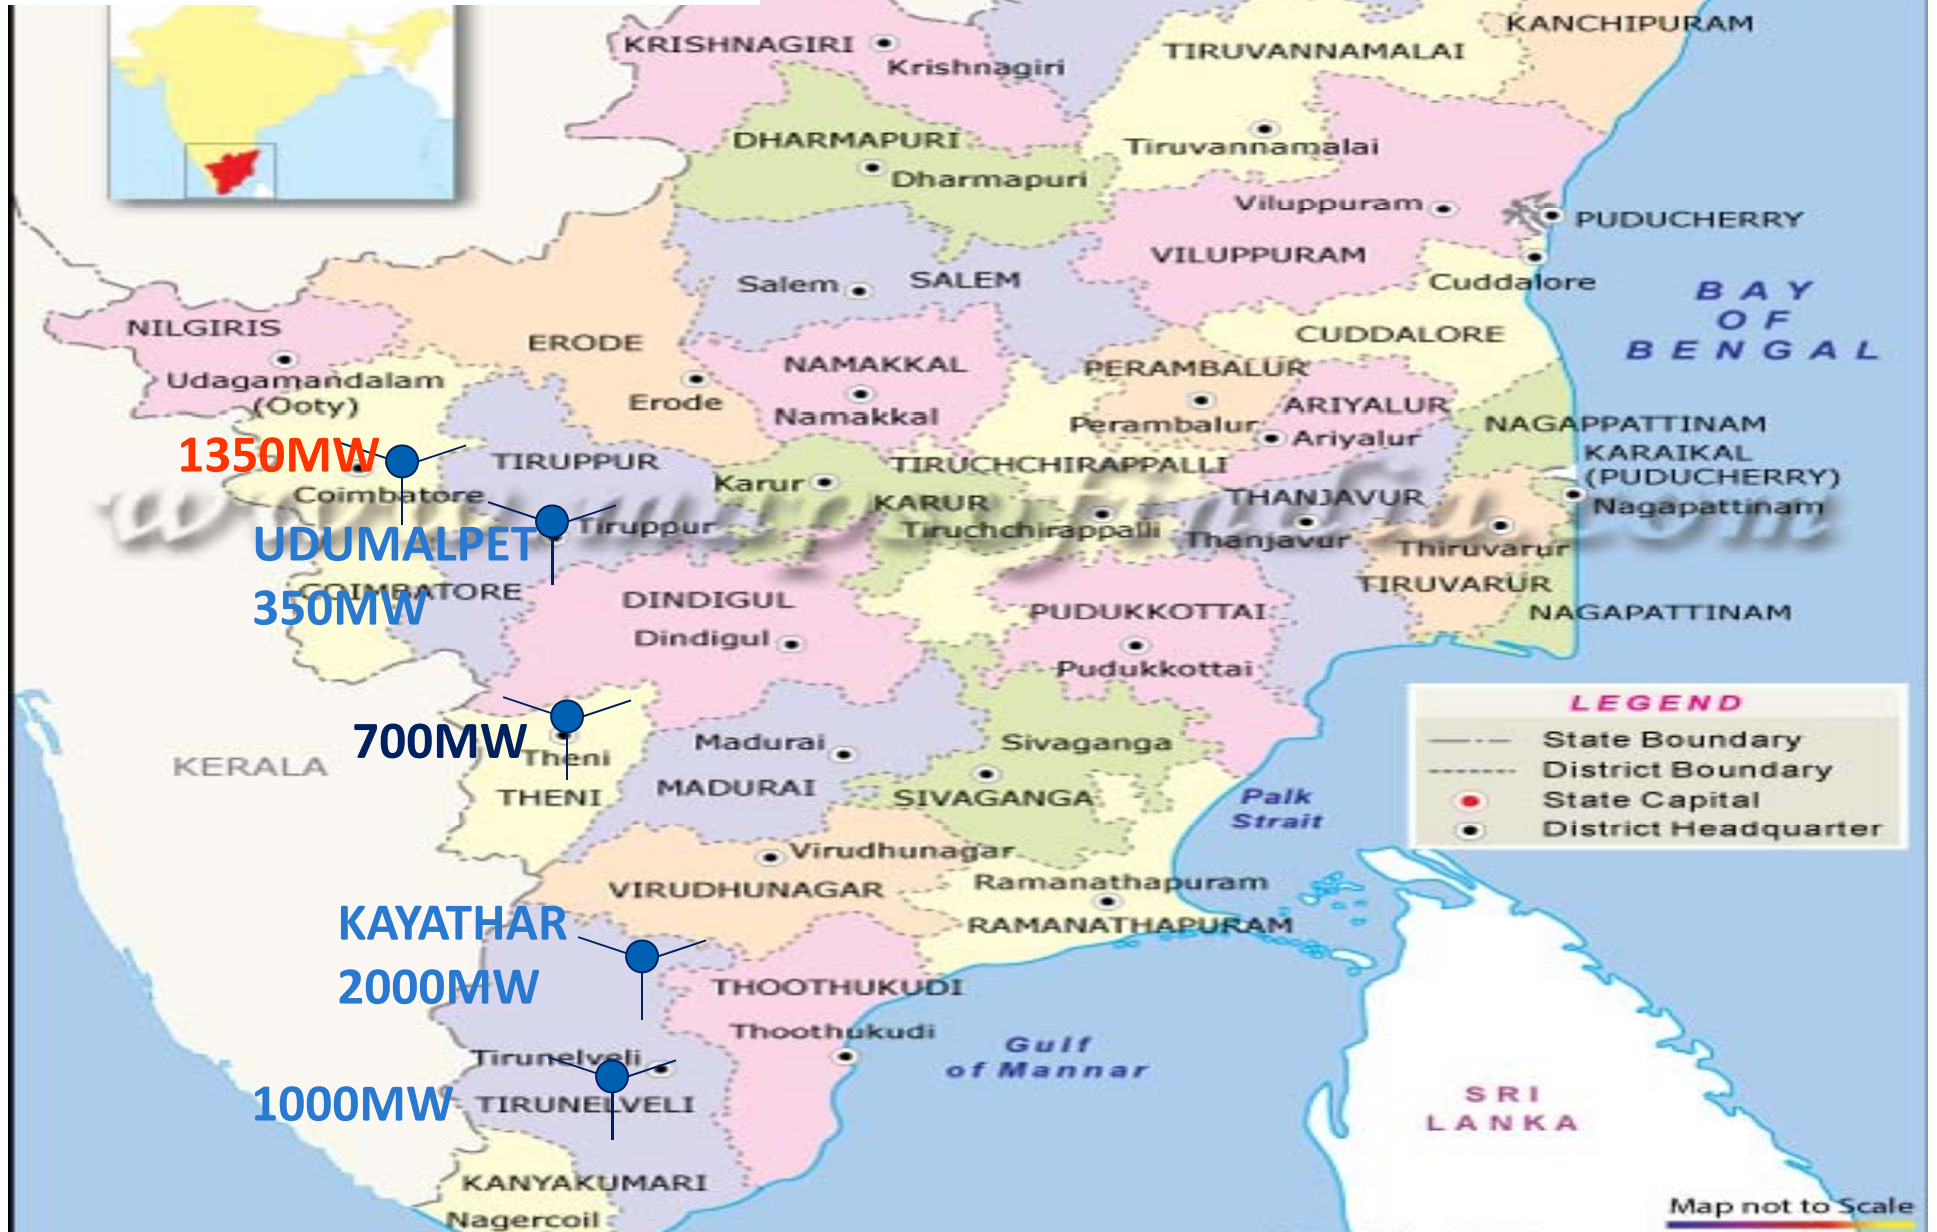 KANCHIPURAM
KRISHNAGIRI
Krishnagiri
TIRUVANNAMALAI
DHARMAPURI
Tiruvannamalai
Dharmapuri
Viluppuram
PUDUCHERRY
VILUPPURAM
Salem
SALEM
Cuddalore
BAY
OF
BENGAL
NILGIRIS
ERODE
CUDDALORE
NAMAKKAL
PERAMBALUR
Udagamandalam
(Ooty)
Erode
Namakkal
ARIYALUR
Perambalur
Ariyalur
NAGAPPATTINAM
1350MW
TIRUPPUR
TIRUCHCHIRAPPALLI
KARAIKAL
(PUDUCHERRY)
Karur
Coimbatore
KARUR
THANJAVUR
Nagapattinam
www.mapsofindia.com
Tiruppur
Tiruchchirappalli
Thanjavur
Thiruvarur
UDUMALPET
350MW
COIMBATORE
DINDIGUL
PUDUKKOTTAI
TIRUVARUR
NAGAPATTINAM
Dindigul
Pudukkottai
700MW
Theni
KERALA
THENI
Madurai
MADURAI
Sivaganga
SIVAGANGA
Palk
Strait
LEGEND
State Boundary
District Boundary
State Capital
District Headquarter
Virudhunagar
VIRUDHUNAGAR
Ramanathapuram
RAMANATHAPURAM
KAYATHAR
2000MW
THOOTHUKUDI
Thoothukudi
Gulf
of Mannar
Tirunelveli
1000MW
TIRUNELVELI
SRI
LANKA
KANYAKUMARI
Nagercoil
Map not to Scale